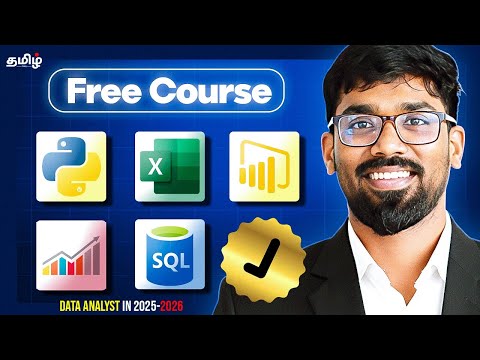 தமிழ்
Free Course
X
SQL
DATA ANALYST IN 2025-2026